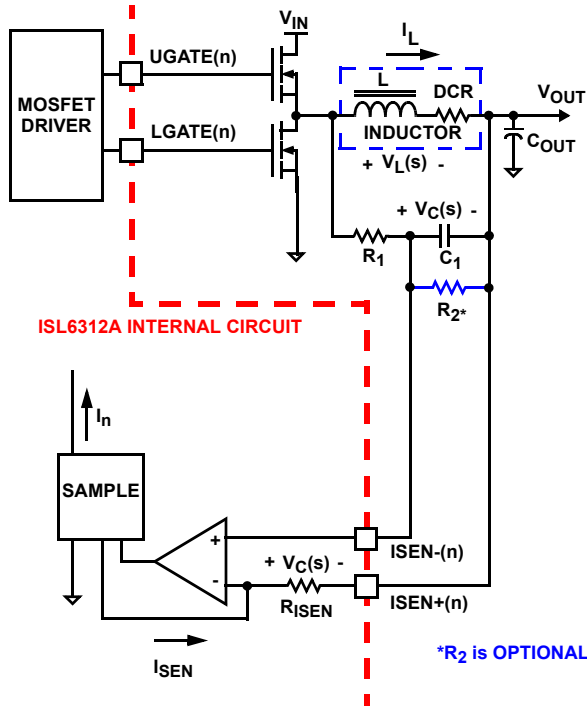 V_IN
I_L
UGATE(n)
L
DCR
V_OUT
MOSFET
DRIVER
LGATE(n)
INDUCTOR
C_OUT
+ V_L(s) -
+ V_C(s) -
R_1
C_1
R_2*
ISL6312A INTERNAL CIRCUIT
I_n
SAMPLE
+
ISEN-(n)
+ V_C(s) -
-
R_ISEN
ISEN+(n)
I_SEN
*R_2 is OPTIONAL